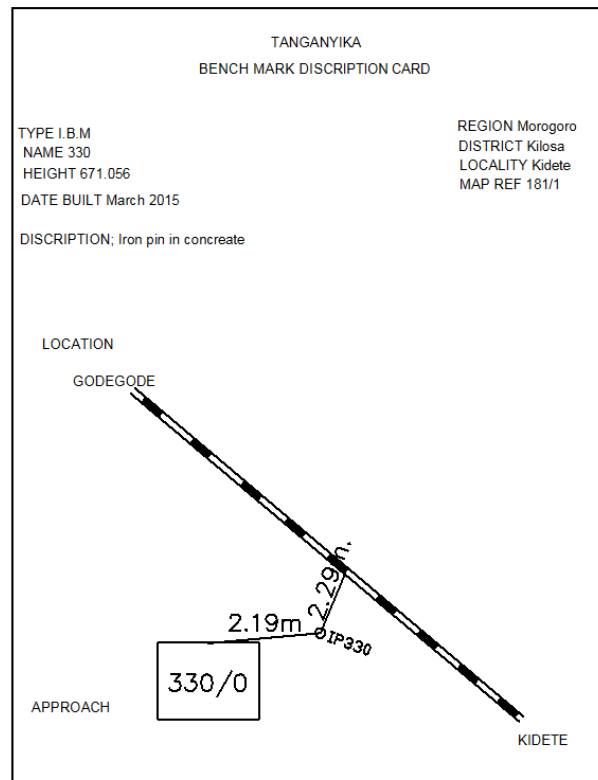 TANGANYIKA
BENCH MARK DISCRIPTION CARD
TYPE I.B.M
NAME 330
HEIGHT 671.056
DATE BUILT March 2015
REGION Morogoro
DISTRICT Kilosa
LOCALITY Kidete
MAP REF 181/1
DISCRIPTION; Iron pin in concreate
LOCATION
GODEGODE
2.29m.
2.19m
IP330
330/0
APPROACH
KIDETE